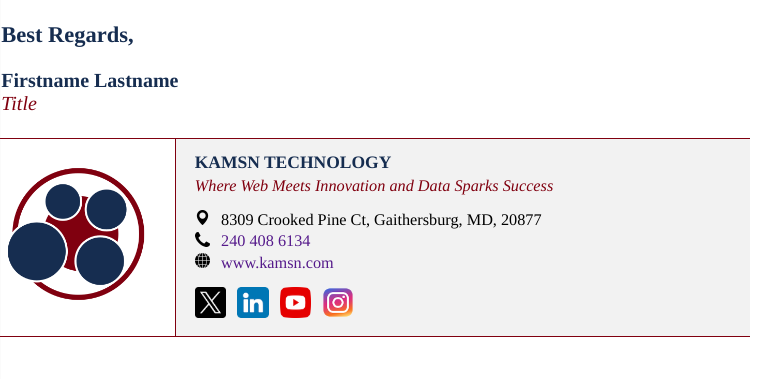 Best Regards,
Firstname Lastname
Title
KAMSN TECHNOLOGY
Where Web Meets Innovation and Data Sparks Success
8309 Crooked Pine Ct, Gaithersburg, MD, 20877
240 408 6134
www.kamsn.com
X in